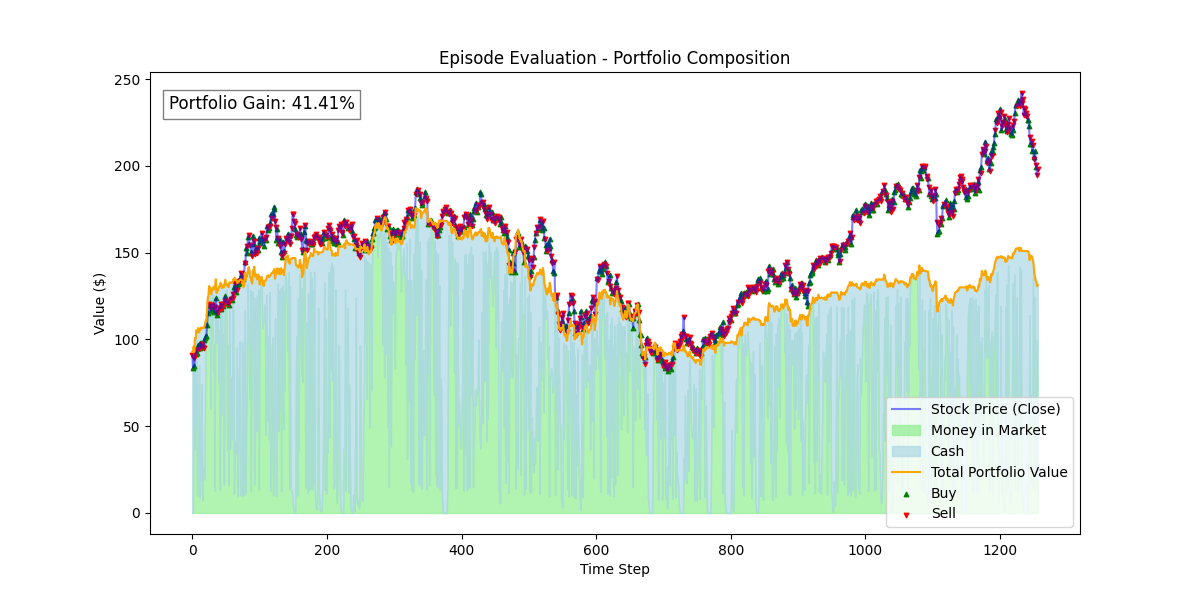 Episode Evaluation - Portfolio Composition
Portfolio Gain: 41.41%
250
200
150
100
50
0
Value ($)
0 200 400 600 800 1000 1200
Time Step
Stock Price (Close)
Money in Market
Cash
Total Portfolio Value
Buy
Sell